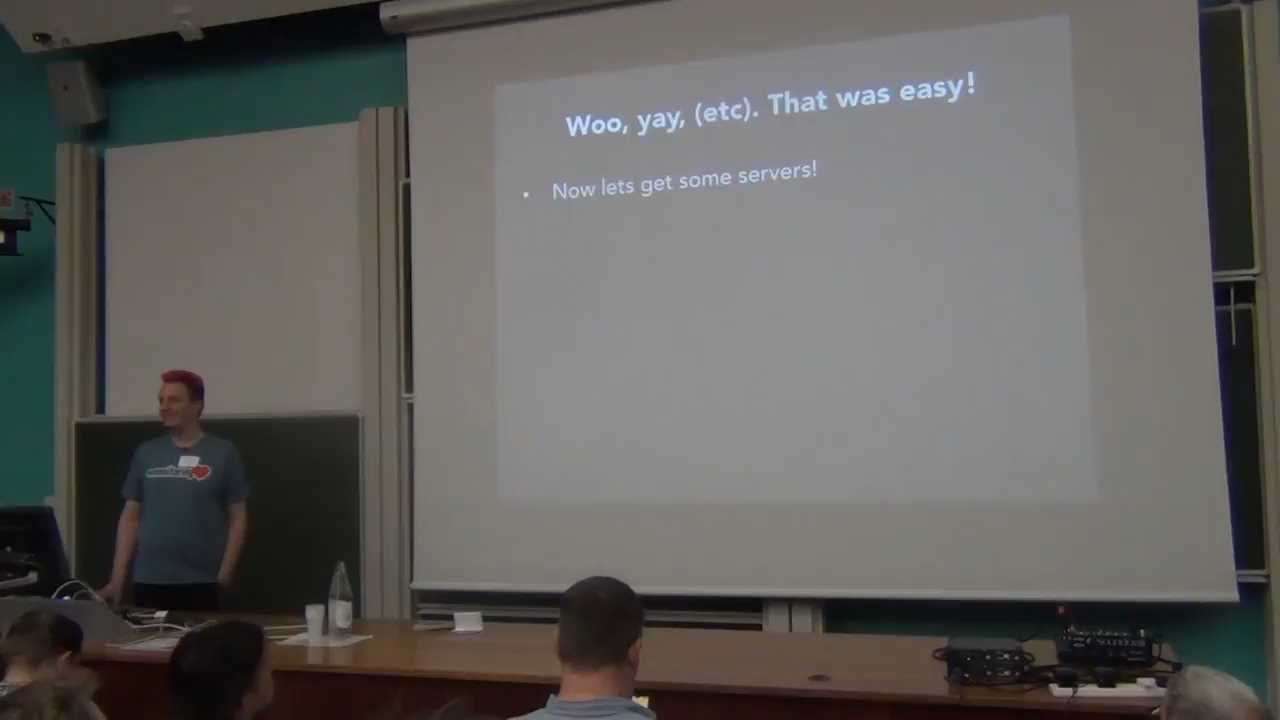 Woo, yay, (etc). That was easy!
• Now lets get some servers!